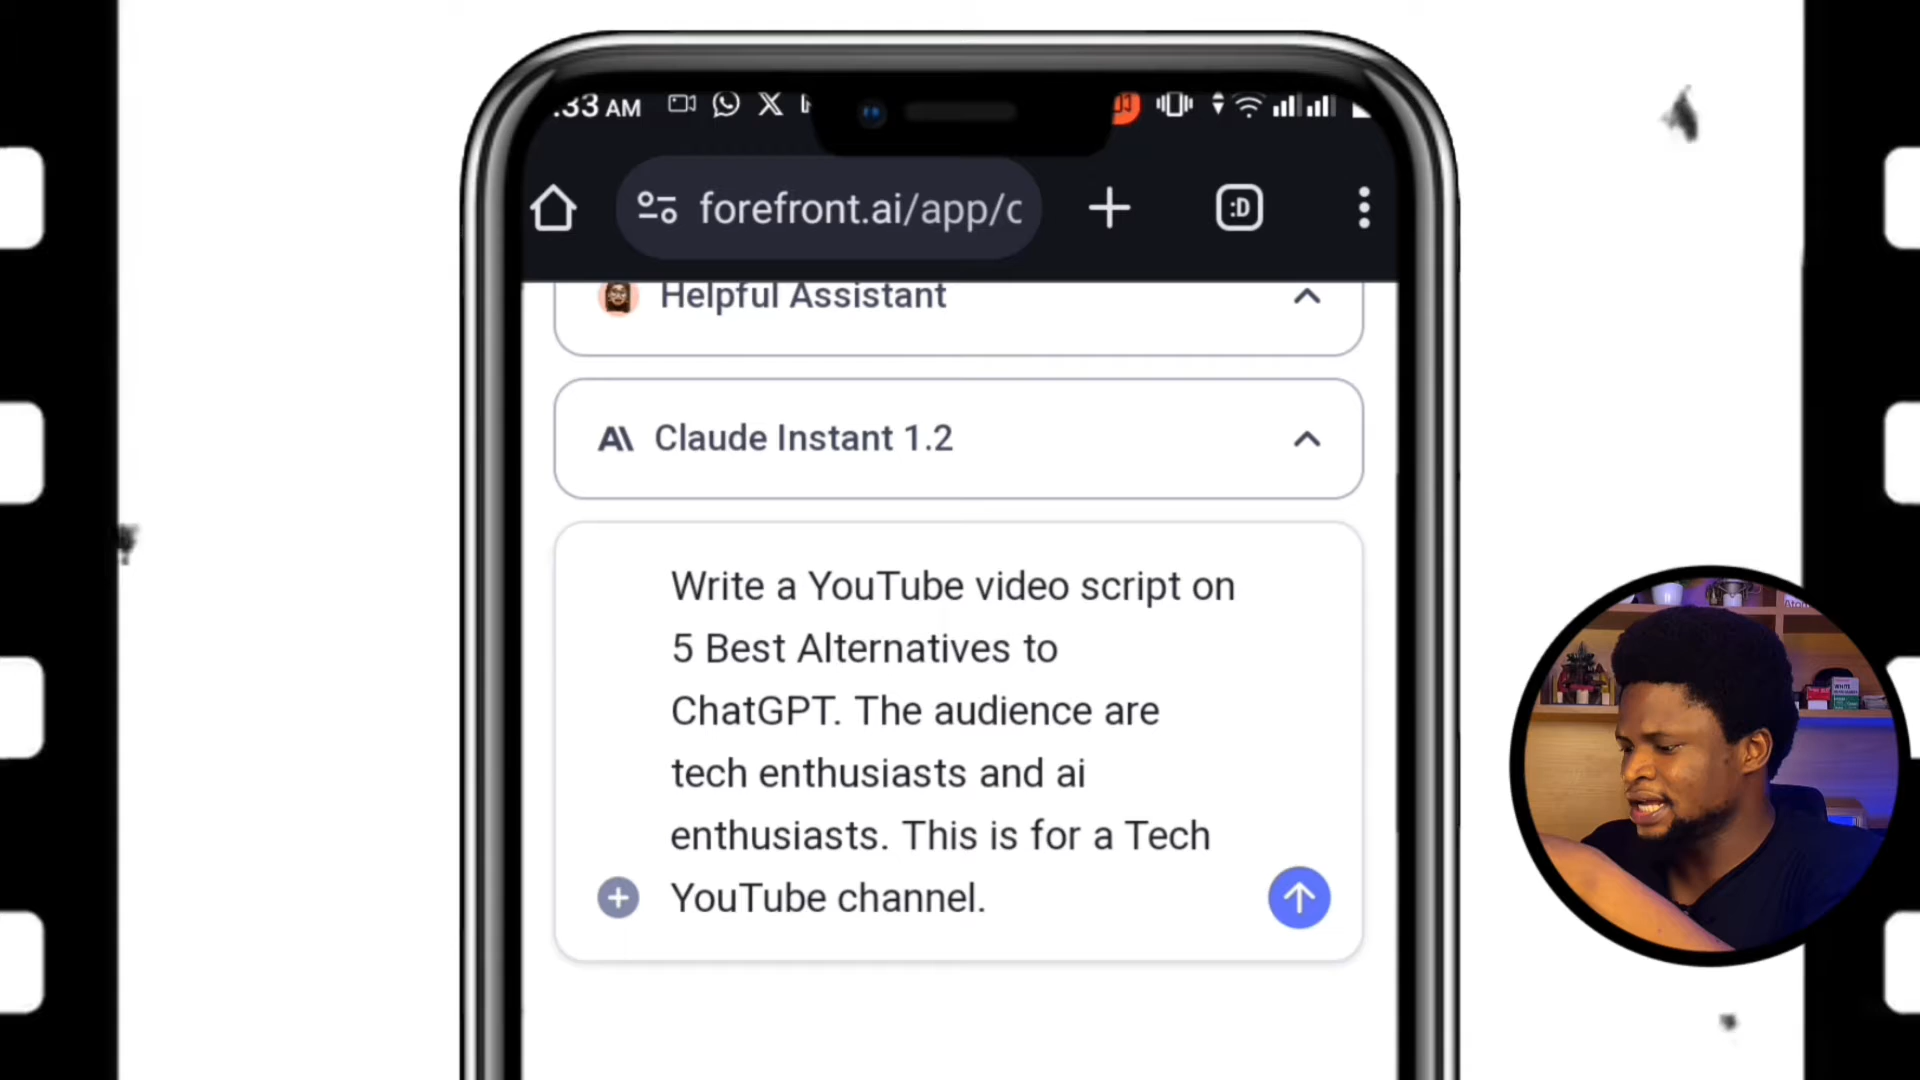 :33 AM
forefront.ai/app/c
:D
Helpful Assistant
Claude Instant 1.2
Write a YouTube video script on
5 Best Alternatives to
ChatGPT. The audience are
tech enthusiasts and ai
enthusiasts. This is for a Tech
YouTube channel.